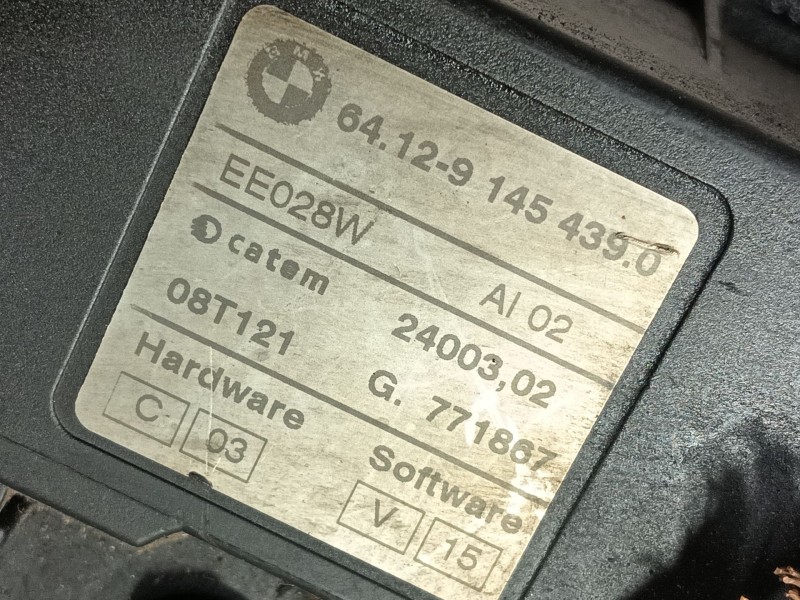 BMW
64.12-9 145 439.0
EE028W AI 02
catem 24003,02
08T121 G. 771867
Hardware Software
C 03 V 15